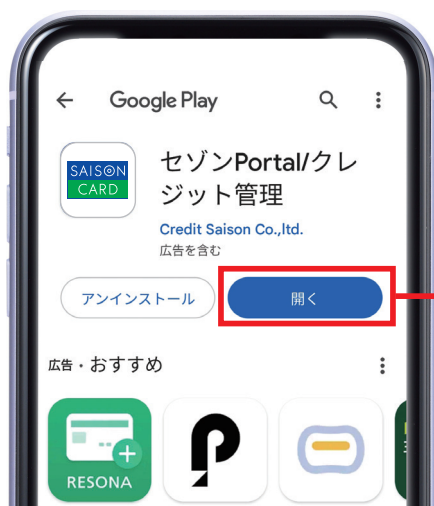 Google Play
SAISON
CARD
セゾンPortal/クレ
ジット管理
Credit Saison Co.,ltd.
広告を含む
アンインストール
開く
広告・おすすめ
RESONA